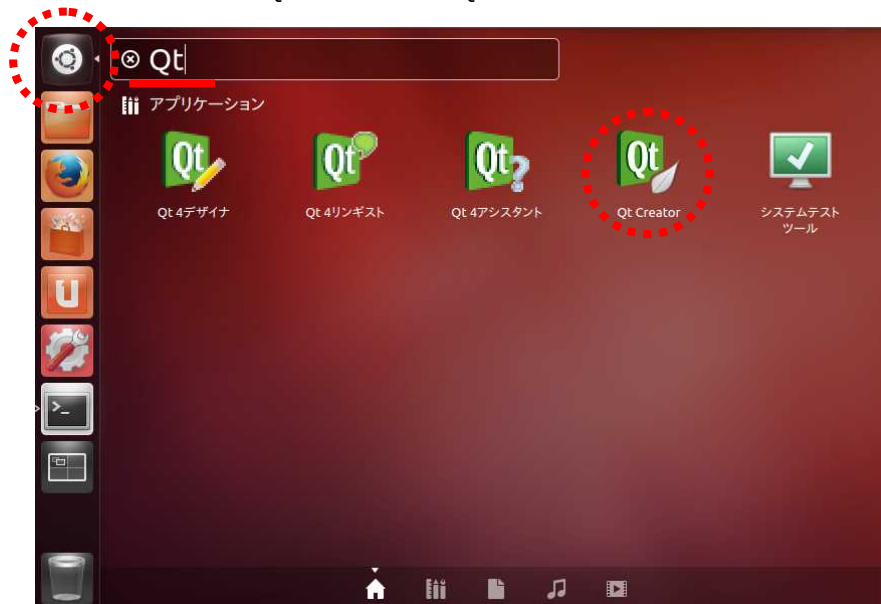 Qt
アプリケーション
Qt 4デザイナ
Qt 4リンギスト
Qt 4アシスタント
Qt Creator
システムテスト
ツール